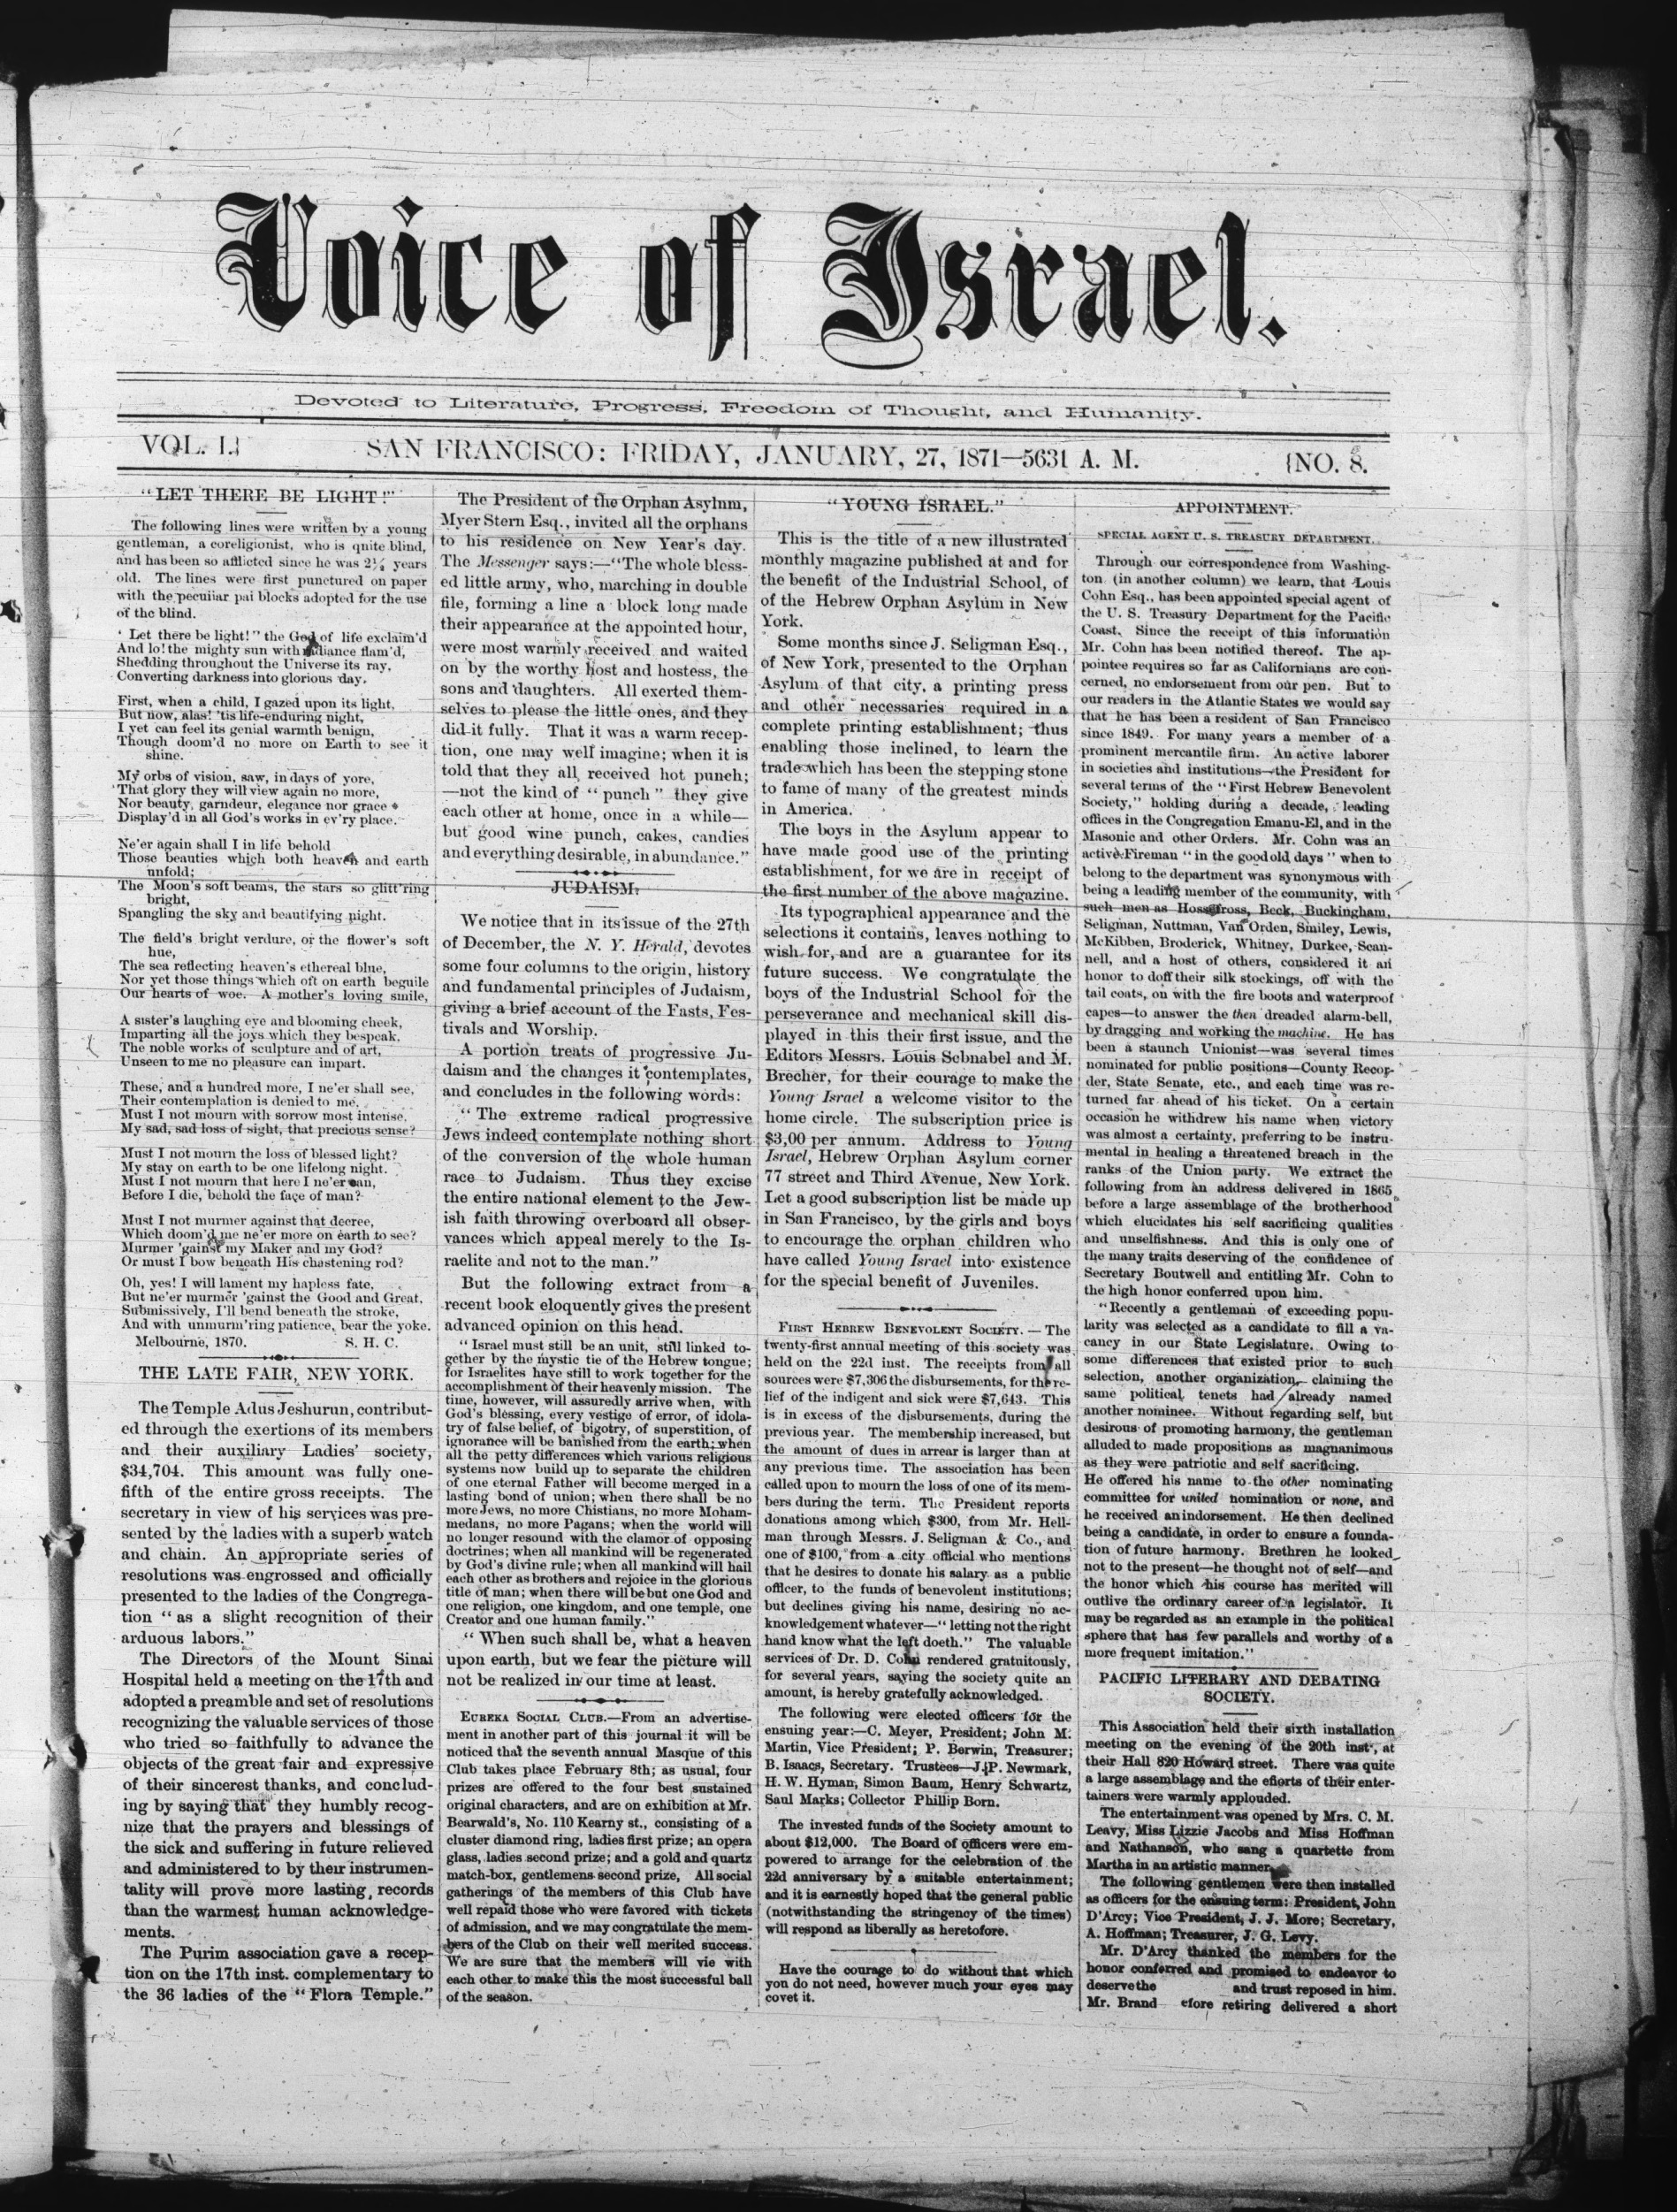 Voice of Israel.
Devoted to Literature, Progress, Freedom of Thought, and Humanity.
VOL. I.} SAN FRANCISCO: FRIDAY, JANUARY, 27, 1871—5631 A. M. {NO. 8.
"LET THERE BE LIGHT!"
The following lines were written by a young
gentleman, a coreligionist, who is quite blind,
and has been so afflicted since he was 2½ years
old. The lines were first punctured on paper
with the pecuiiar pai blocks adopted for the use
of the blind.
' Let there be light!" the God of life exclaim'd
And lo! the mighty sun with radiance flam'd,
Shedding throughout the Universe its ray,
Converting darkness into glorious day.
First, when a child, I gazed upon its light,
But now, alas! 'tis life-enduring night,
I yet can feel its genial warmth benign,
Though doom'd no more on Earth to see it
shine.
My orbs of vision, saw, in days of yore,
That glory they will view again no more,
Nor beauty, garndeur, elegance nor grace
Display'd in all God's works in ev'ry place.
Ne'er again shall I in life behold
Those beauties which both heaven and earth
unfold;
The Moon's soft beams, the stars so glitt'ring
bright,
Spangling the sky and beautifying night.
The field's bright verdure, or the flower's soft
hue,
The sea reflecting heaven's ethereal blue,
Nor yet those things which oft on earth beguile
Our hearts of woe. A mother's loving smile,
A sister's laughing eye and blooming cheek,
Imparting all the joys which they bespeak,
The noble works of sculpture and of art,
Unseen to me no pleasure can impart.
These, and a hundred more, I ne'er shall see,
Their contemplation is denied to me,
Must I not mourn with sorrow most intense,
My sad, sad loss of sight, that precious sense?
Must I not mourn the loss of blessed light?
My stay on earth to be one lifelong night.
Must I not mourn that here I ne'er can,
Before I die, behold the face of man?
Must I not murmer against that decree,
Which doom'd me ne'er more on earth to see?
Murmer 'gainst my Maker and my God?
Or must I bow beneath His chastening rod?
Oh, yes! I will lament my hapless fate,
But ne'er murmer 'gainst the Good and Great,
Submissively, I'll bend beneath the stroke,
And with unmurm'ring patience, bear the yoke.
Melbourne, 1870. S. H. C.
THE LATE FAIR, NEW YORK.
The Temple Adus Jeshurun, contribut-
ed through the exertions of its members
and their auxiliary Ladies' society,
$34,704. This amount was fully one-
fifth of the entire gross receipts. The
secretary in view of his services was pre-
sented by the ladies with a superb watch
and chain. An appropriate series of
resolutions was engrossed and officially
presented to the ladies of the Congrega-
tion "as a slight recognition of their
arduous labors."
The Directors of the Mount Sinai
Hospital held a meeting on the 17th and
adopted a preamble and set of resolutions
recognizing the valuable services of those
who tried so faithfully to advance the
objects of the great fair and expressive
of their sincerest thanks, and conclud-
ing by saying that they humbly recog-
nize that the prayers and blessings of
the sick and suffering in future relieved
and administered to by their instrumen-
tality will prove more lasting records
than the warmest human acknowledge-
ments.
The Purim association gave a recep-
tion on the 17th inst. complementary to
the 36 ladies of the "Flora Temple."
The President of the Orphan Asylnm,
Myer Stern Esq., invited all the orphans
to his residence on New Year's day.
The Messenger says:—"The whole bless-
ed little army, who, marching in double
file, forming a line a block long made
their appearance at the appointed hour,
were most warmly received and waited
on by the worthy host and hostess, the
sons and daughters. All exerted them-
selves to please the little ones, and they
did it fully. That it was a warm recep-
tion, one may well imagine; when it is
told that they all received hot punch;
—not the kind of "punch" they give
each other at home, once in a while—
but good wine punch, cakes, candies
and everything desirable, in abundance."
JUDAISM.
We notice that in its issue of the 27th
of December, the N. Y. Herald, devotes
some four columns to the origin, history
and fundamental principles of Judaism,
giving a brief account of the Fasts, Fes-
tivals and Worship.
A portion treats of progressive Ju-
daism and the changes it contemplates,
and concludes in the following words:
"The extreme radical progressive
Jews indeed contemplate nothing short
of the conversion of the whole human
race to Judaism. Thus they excise
the entire national element to the Jew-
ish faith throwing overboard all obser-
vances which appeal merely to the Is-
raelite and not to the man."
But the following extract from a
recent book eloquently gives the present
advanced opinion on this head.
"Israel must still be an unit, still linked to-
gether by the mystic tie of the Hebrew tongue;
for Israelites have still to work together for the
accomplishment of their heavenly mission. The
time, however, will assuredly arrive when, with
God's blessing, every vestige of error, of idola-
try of false belief, of bigotry, of superstition, of
ignorance will be banished from the earth; when
all the petty differences which various religious
systems now build up to separate the children
of one eternal Father will become merged in a
lasting bond of union; when there shall be no
more Jews, no more Chistians, no more Moham-
medans, no more Pagans; when the world will
no longer resound with the clamor of opposing
doctrines; when all mankind will be regenerated
by God's divine rule; when all mankind will hail
each other as brothers and rejoice in the glorious
title of man; when there will be but one God and
one religion, one kingdom, and one temple, one
Creator and one human family."
"When such shall be, what a heaven
upon earth, but we fear the picture will
not be realized in our time at least.
EUREKA SOCIAL CLUB.—From an advertise-
ment in another part of this journal it will be
noticed that the seventh annual Masque of this
Club takes place February 8th; as usual, four
prizes are offered to the four best sustained
original characters, and are on exhibition at Mr.
Bearwald's, No. 110 Kearny st., consisting of a
cluster diamond ring, ladies first prize; an opera
glass, ladies second prize; and a gold and quartz
match-box, gentlemens second prize, All social
gatherings of the members of this Club have
well repaid those who were favored with tickets
of admission, and we may congratulate the mem-
bers of the Club on their well merited success.
We are sure that the members will vie with
each other to make this the most successful ball
of the season.
"YOUNG ISRAEL."
This is the title of a new illustrated
monthly magazine published at and for
the benefit of the Industrial School, of
of the Hebrew Orphan Asylum in New
York.
Some months since J. Seligman Esq.,
of New York, presented to the Orphan
Asylum of that city, a printing press
and other necessaries required in a
complete printing establishment; thus
enabling those inclined, to learn the
trade which has been the stepping stone
to fame of many of the greatest minds
in America.
The boys in the Asylum appear to
have made good use of the printing
establishment, for we are in receipt of
the first number of the above magazine.
Its typographical appearance and the
selections it contains, leaves nothing to
wish for, and are a guarantee for its
future success. We congratulate the
boys of the Industrial School for the
perseverance and mechanical skill dis-
played in this their first issue, and the
Editors Messrs. Louis Schnabel and M.
Brecher, for their courage to make the
Young Israel a welcome visitor to the
home circle. The subscription price is
$3,00 per annum. Address to Young
Israel, Hebrew Orphan Asylum corner
77 street and Third Avenue, New York.
Let a good subscription list be made up
in San Francisco, by the girls and boys
to encourage the orphan children who
have called Young Israel into existence
for the special benefit of Juveniles.
FIRST HEBREW BENEVOLENT SOCIETY.—The
twenty-first annual meeting of this society was
held on the 22d inst. The receipts from all
sources were $7,306 the disbursements, for the re-
lief of the indigent and sick were $7,643. This
is in excess of the disbursements, during the
previous year. The membership increased, but
the amount of dues in arrear is larger than at
any previous time. The association has been
called upon to mourn the loss of one of its mem-
bers during the term. The President reports
donations among which $300, from Mr. Hell-
man through Messrs. J. Seligman & Co., and
one of $100, from a city official who mentions
that he desires to donate his salary as a public
officer, to the funds of benevolent institutions;
but declines giving his name, desiring no ac-
knowledgement whatever—"letting not the right
hand know what the left doeth." The valuable
services of Dr. D. Cohn rendered gratuitously,
for several years, saying the society quite an
amount, is hereby gratefully acknowledged.
The following were elected officers for the
ensuing year:—C. Meyer, President; John M.
Martin, Vice President; P. Berwin, Treasurer;
B. Isaacs, Secretary. Trustees—J. P. Newmark,
H. W. Hyman, Simon Baum, Henry Schwartz,
Saul Marks; Collector Phillip Born.
The invested funds of the Society amount to
about $12,000. The Board of officers were em-
powered to arrange for the celebration of the
22d anniversary by a suitable entertainment;
and it is earnestly hoped that the general public
(notwithstanding the stringency of the times)
will respond as liberally as heretofore.
Have the courage to do without that which
you do not need, however much your eyes may
covet it.
APPOINTMENT.
SPECIAL AGENT U. S. TREASURY DEPARTMENT.
Through our correspondence from Washing-
ton (in another column) we learn, that Louis
Cohn Esq., has been appointed special agent of
the U. S. Treasury Department for the Pacific
Coast. Since the receipt of this information
Mr. Cohn has been notified thereof. The ap-
pointee requires so far as Californians are con-
cerned, no endorsement from our pen. But to
our readers in the Atlantic States we would say
that he has been a resident of San Francisco
since 1849. For many years a member of a
prominent mercantile firm. An active laborer
in societies and institutions—the President for
several terms of the "First Hebrew Benevolent
Society," holding during a decade, leading
offices in the Congregation Emanu-El, and in the
Masonic and other Orders. Mr. Cohn was an
active Fireman "in the good old days" when to
belong to the department was synonymous with
being a leading member of the community, with
such men as Hossefross, Beck, Buckingham,
Seligman, Nuttman, Van Orden, Smiley, Lewis,
McKibben, Broderick, Whitney, Durkee, Scan-
nell, and a host of others, considered it an
honor to doff their silk stockings, off with the
tail coats, on with the fire boots and waterproof
capes—to answer the then dreaded alarm-bell,
by dragging and working the machine. He has
been a staunch Unionist—was several times
nominated for public positions—County Recor-
der, State Senate, etc., and each time was re-
turned far ahead of his ticket. On a certain
occasion he withdrew his name when victory
was almost a certainty, preferring to be instru-
mental in healing a threatened breach in the
ranks of the Union party. We extract the
following from an address delivered in 1865
before a large assemblage of the brotherhood
which elucidates his self sacrificing qualities
and unselfishness. And this is only one of
the many traits deserving of the confidence of
Secretary Boutwell and entitling Mr. Cohn to
the high honor conferred upon him.
"Recently a gentleman of exceeding popu-
larity was selected as a candidate to fill a va-
cancy in our State Legislature. Owing to
some differences that existed prior to such
selection, another organization, claiming the
same political tenets had already named
another nominee. Without regarding self, but
desirous of promoting harmony, the gentleman
alluded to made propositions as magnanimous
as they were patriotic and self sacrificing.
He offered his name to the other nominating
committee for united nomination or none, and
he received an indorsement. He then declined
being a candidate, in order to ensure a founda-
tion of future harmony. Brethren he looked
not to the present—he thought not of self—and
the honor which his course has merited will
outlive the ordinary career of a legislator. It
may be regarded as an example in the political
sphere that has few parallels and worthy of a
more frequent imitation."
PACIFIC LITERARY AND DEBATING
SOCIETY.
This Association held their sixth installation
meeting on the evening of the 20th inst., at
their Hall 820 Howard street. There was quite
a large assemblage and the efforts of their enter-
tainers were warmly applouded.
The entertainment was opened by Mrs. C. M.
Leavy, Miss Lizzie Jacobs and Miss Hoffman
and Nathanson, who sang a quartette from
Martha in an artistic manner.
The following gentlemen were then installed
as officers for the ensuing term: President, John
D'Arcy; Vice President, J. J. More; Secretary,
A. Hoffman; Treasurer, J. G. Levy.
Mr. D'Arcy thanked the members for the
honor conferred and promised to endeavor to
deserve the and trust reposed in him.
Mr. Brand efore retiring delivered a short